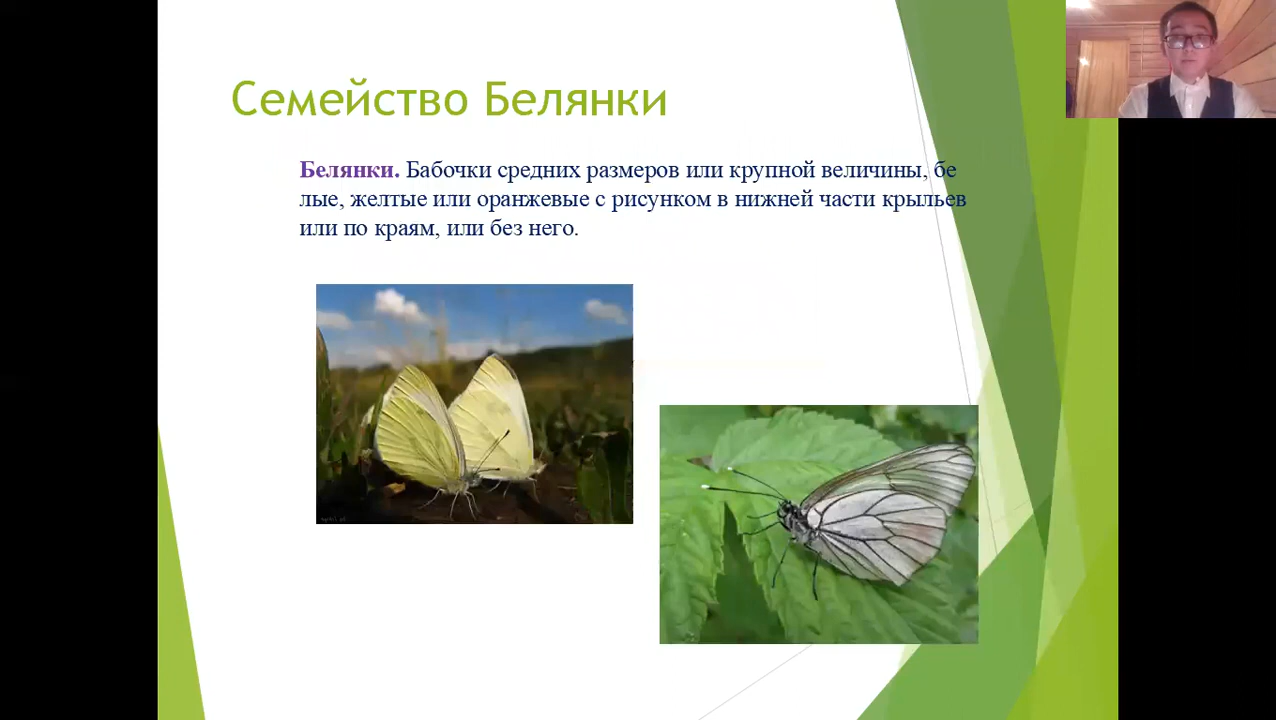 Семейство Белянки
Белянки. Бабочки средних размеров или крупной величины, бе
лые, желтые или оранжевые с рисунком в нижней части крыльев
или по краям, или без него.